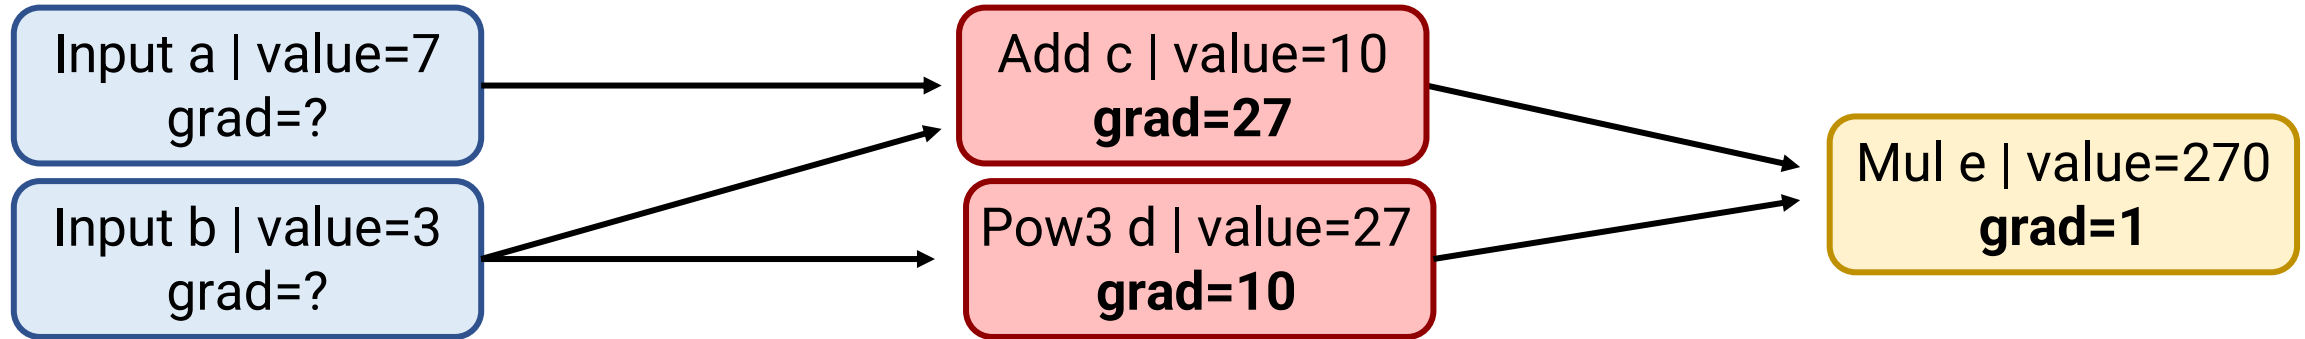 Input a | value=7
grad=?
Input b | value=3
grad=?
Add c | value=10
grad=27
Pow3 d | value=27
grad=10
Mul e | value=270
grad=1